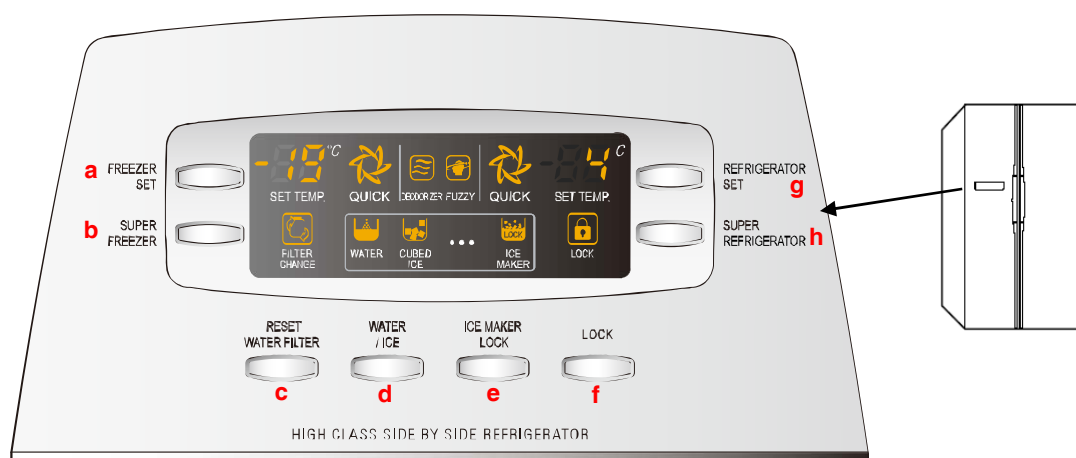 a FREEZER
SET
b SUPER
FREEZER
-19 °C
SET TEMP.
QUICK
DEODORIZER FUZZY
QUICK
4 C
SET TEMP.
FILTER
CHANGE
WATER
CUBED
ICE
...
LOCK
ICE
MAKER
LOCK
REFRIGERATOR
SET g
SUPER
REFRIGERATOR h
RESET
WATER FILTER
c
WATER
/ ICE
d
ICE MAKER
LOCK
e
LOCK
f
HIGH CLASS SIDE BY SIDE REFRIGERATOR